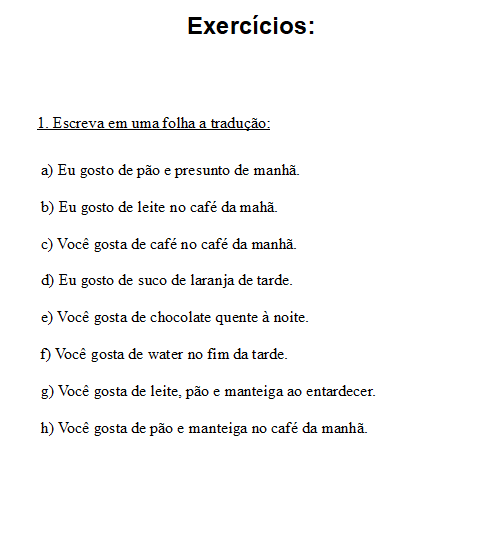 Exercícios:
1. Escreva em uma folha a tradução:
a) Eu gosto de pão e presunto de manhã.
b) Eu gosto de leite no café da mahã.
c) Você gosta de café no café da manhã.
d) Eu gosto de suco de laranja de tarde.
e) Você gosta de chocolate quente à noite.
f) Você gosta de water no fim da tarde.
g) Você gosta de leite, pão e manteiga ao entardecer.
h) Você gosta de pão e manteiga no café da manhã.